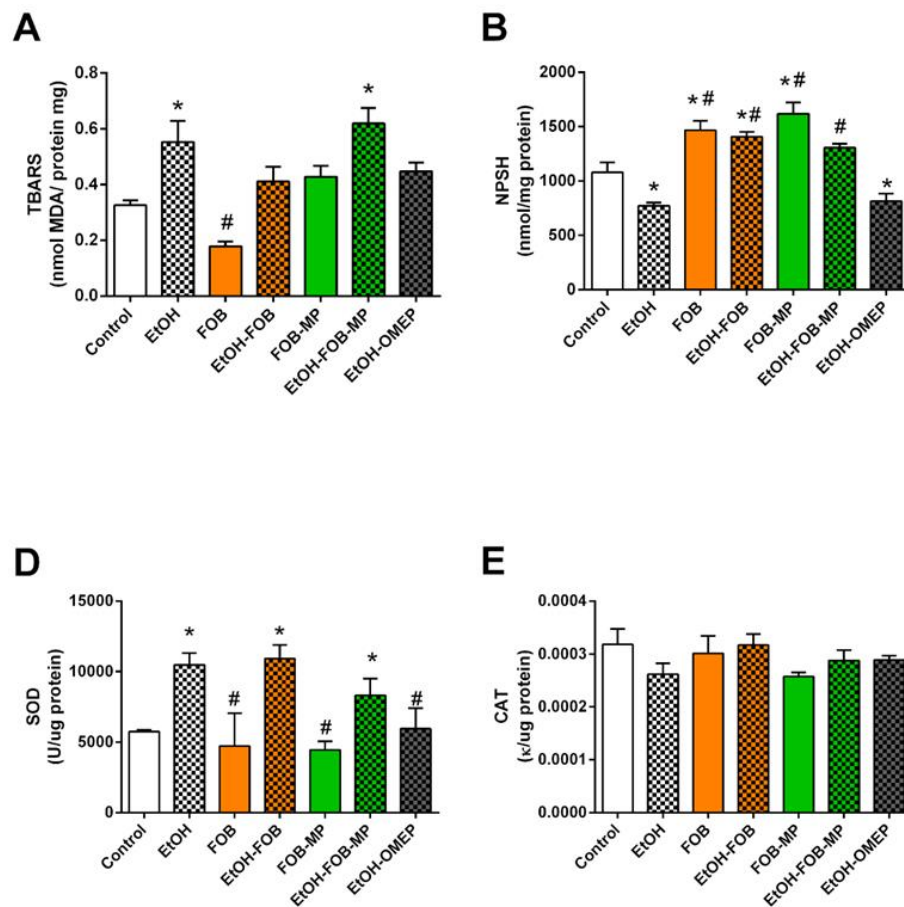 A
TBARS
(nmol MDA/ protein mg)
0.8
0.6
0.4
0.2
0.0
*
#
*
Control
EtOH
FOB
EtOH-FOB
FOB-MP
EtOH-FOB-MP
EtOH-OMEP
B
NPSH
(nmol/mg protein)
2000
1500
1000
500
0
*
*#
*#
*#
#
*
Control
EtOH
FOB
EtOH-FOB
FOB-MP
EtOH-FOB-MP
EtOH-OMEP
D
SOD
(U/ug protein)
15000
10000
5000
0
*
#
*
#
*
#
Control
EtOH
FOB
EtOH-FOB
FOB-MP
EtOH-FOB-MP
EtOH-OMEP
E
CAT
(κ/ug protein)
0.0004
0.0003
0.0002
0.0001
0.0000
Control
EtOH
FOB
EtOH-FOB
FOB-MP
EtOH-FOB-MP
EtOH-OMEP